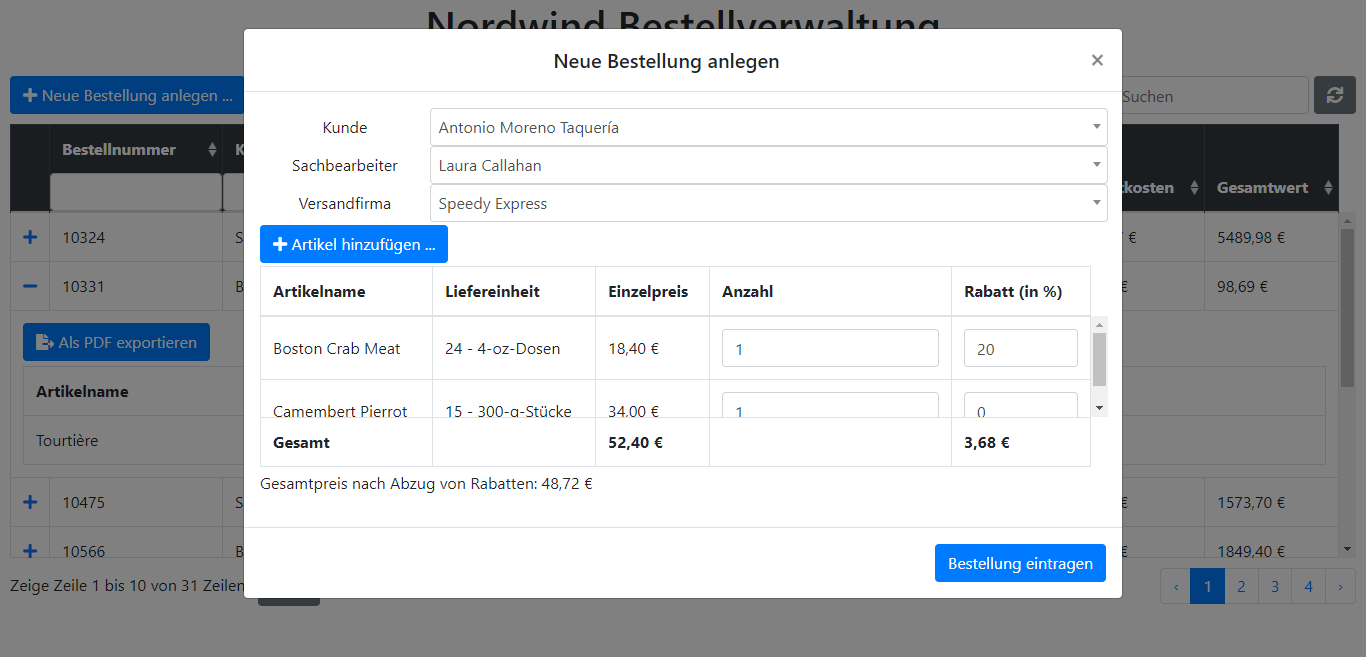 Nordwind Bestellverwaltung
Neue Bestellung anlegen ×
Neue Bestellung anlegen ...
Suchen
Kunde Antonio Moreno Taquería
Sachbearbeiter Laura Callahan
Versandfirma Speedy Express
Artikel hinzufügen ...
Artikelname Liefereinheit Einzelpreis Anzahl Rabatt (in %)
Boston Crab Meat 24 - 4-oz-Dosen 18,40 € 1 20
Camembert Pierrot 15 - 300-g-Stücke 34,00 € 1 0
Gesamt 52,40 € 3,68 €
Gesamtpreis nach Abzug von Rabatten: 48,72 €
Bestellung eintragen
Bestellnummer K kosten Gesamtwert
10324 S € 5489,98 €
10331 B € 98,69 €
Als PDF exportieren
Artikelname
Tourtière
10475 S € 1573,70 €
10566 B € 1849,40 €
Zeige Zeile 1 bis 10 von 31 Zeilen
‹ 1 2 3 4 ›